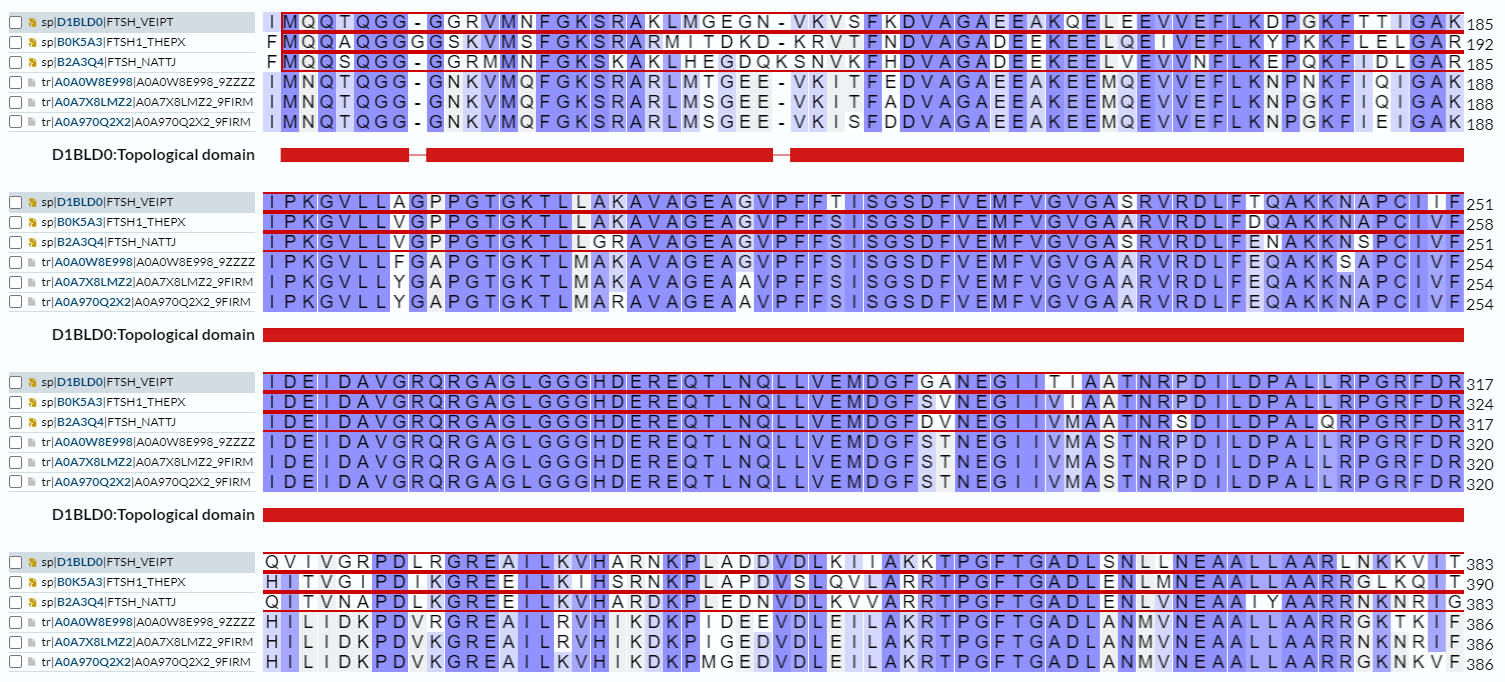 sp|D1BLD0|FTSH_VEIPT IMQQTQGG-GGRVMNFGKSRAKLMGEGN-VKVSFKDVAGAEEAKQELEEVVEFLKDPGKFTTIGAK 185
sp|B0K5A3|FTSH1_THEPX FMQQAQGGGGSKVMSFGKSRARMITDKD-KRVTFNDVAGADEEKEELQEIVEFLKYPKKFLELGAR 192
sp|B2A3Q4|FTSH_NATTJ FMQQSQGG-GGRMMNFGKSKAKLHEGDQKSNVKFHDVAGADEEKEELVEVVNFLKEPQKFIDLGAR 185
tr|A0A0W8E998|A0A0W8E998_9ZZZZ IMNQTQGG-GNKVMQFGKSRARLMTGEE-VKITFEDVAGAEEAKEEMQEVVEFLKNPNKFIQIGAK 188
tr|A0A7X8LMZ2|A0A7X8LMZ2_9FIRM IMNQTQGG-GNKVMQFGKSRARLMSGEE-VKITFADVAGAEEAKEEMQEVVEFLKNPGKFIQIGAK 188
tr|A0A970Q2X2|A0A970Q2X2_9FIRM IMNQTQGG-GNKVMQFGKSRARLMSGEE-VKISFDDVAGAEEAKEEMQEVVEFLKNPGKFIEIGAK 188
D1BLD0:Topological domain
sp|D1BLD0|FTSH_VEIPT IPKGVLLAGPPGTGKTLLAKAVAGEAGVPFFTISGSDFVEMFVGVGASRVRDLFTQAKKNAPCIIF 251
sp|B0K5A3|FTSH1_THEPX IPKGVLLVGPPGTGKTLLAKAVAGEAGVPFFSISGSDFVEMFVGVGAARVRDLFDQAKKNAPCIVF 258
sp|B2A3Q4|FTSH_NATTJ IPKGVLLVGPPGTGKTLLGRAVAGEAGVPFFSISGSDFVEMFVGVGASRVRDLFENAKKNSPCIVF 251
tr|A0A0W8E998|A0A0W8E998_9ZZZZ IPKGVLLFGAPGTGKTLMAKAVAGEAGVPFFSISGSDFVEMFVGVGAARVRDLFEQAKKSAPCIVF 254
tr|A0A7X8LMZ2|A0A7X8LMZ2_9FIRM IPKGVLLYGAPGTGKTLMAKAVAGEAAVPFFSISGSDFVEMFVGVGAARVRDLFEQAKKNAPCIVF 254
tr|A0A970Q2X2|A0A970Q2X2_9FIRM IPKGVLLYGAPGTGKTLMARAVAGEAAVPFFSISGSDFVEMFVGVGAARVRDLFEQAKKNAPCIVF 254
D1BLD0:Topological domain
sp|D1BLD0|FTSH_VEIPT IDEIDAVGRQRGAGLGGGHDEREQTLNQLLVEMDGFGANEGIITIAATNRPDILDPALLRPGRFDR 317
sp|B0K5A3|FTSH1_THEPX IDEIDAVGRQRGAGLGGGHDEREQTLNQLLVEMDGFSVNEGIIVIAATNRPDILDPALLRPGRFDR 324
sp|B2A3Q4|FTSH_NATTJ IDEIDAVGRQRGAGLGGGHDEREQTLNQLLVEMDGFDVNEGIIVMAATNRSDILDPALQRPGRFDR 317
tr|A0A0W8E998|A0A0W8E998_9ZZZZ IDEIDAVGRQRGAGLGGGHDEREQTLNQLLVEMDGFSTNEGIIVMASTNRPDILDPALLRPGRFDR 320
tr|A0A7X8LMZ2|A0A7X8LMZ2_9FIRM IDEIDAVGRQRGAGLGGGHDEREQTLNQLLVEMDGFSTNEGIIVMASTNRPDILDPALLRPGRFDR 320
tr|A0A970Q2X2|A0A970Q2X2_9FIRM IDEIDAVGRQRGAGLGGGHDEREQTLNQLLVEMDGFSTNEGIIVMASTNRPDILDPALLRPGRFDR 320
D1BLD0:Topological domain
sp|D1BLD0|FTSH_VEIPT QVIVGRPDLRGREAILKVHARNKPLADDVDLKIIAKKTPGFTGADLSNLLNEAALLAARLNKKVIT 383
sp|B0K5A3|FTSH1_THEPX HITVGIPDIKGREEILKIHSRNKPLAPDVSLQVLARRTPGFTGADLENLMNEAALLAARRGLKQIT 390
sp|B2A3Q4|FTSH_NATTJ QITVNAPDLKGREEILKVHARDKPLEDNVDLKVVARRTPGFTGADLENLVNEAAIYAARRNKNRIG 383
tr|A0A0W8E998|A0A0W8E998_9ZZZZ HILIDKPDVRGREAILRVHIKDKPIDEEVDLEILAKRTPGFTGADLANMVNEAALLAARRGKTKIF 386
tr|A0A7X8LMZ2|A0A7X8LMZ2_9FIRM HILIDKPDVKGREAILRVHIKDKPIGEDVDLEILAKRTPGFTGADLANMVNEAALLAARRNKNRIF 386
tr|A0A970Q2X2|A0A970Q2X2_9FIRM HILIDKPDVKGREAILKVHIKDKPMGEDVDLEILAKRTPGFTGADLANMVNEAALLAARRGKNKVF 386